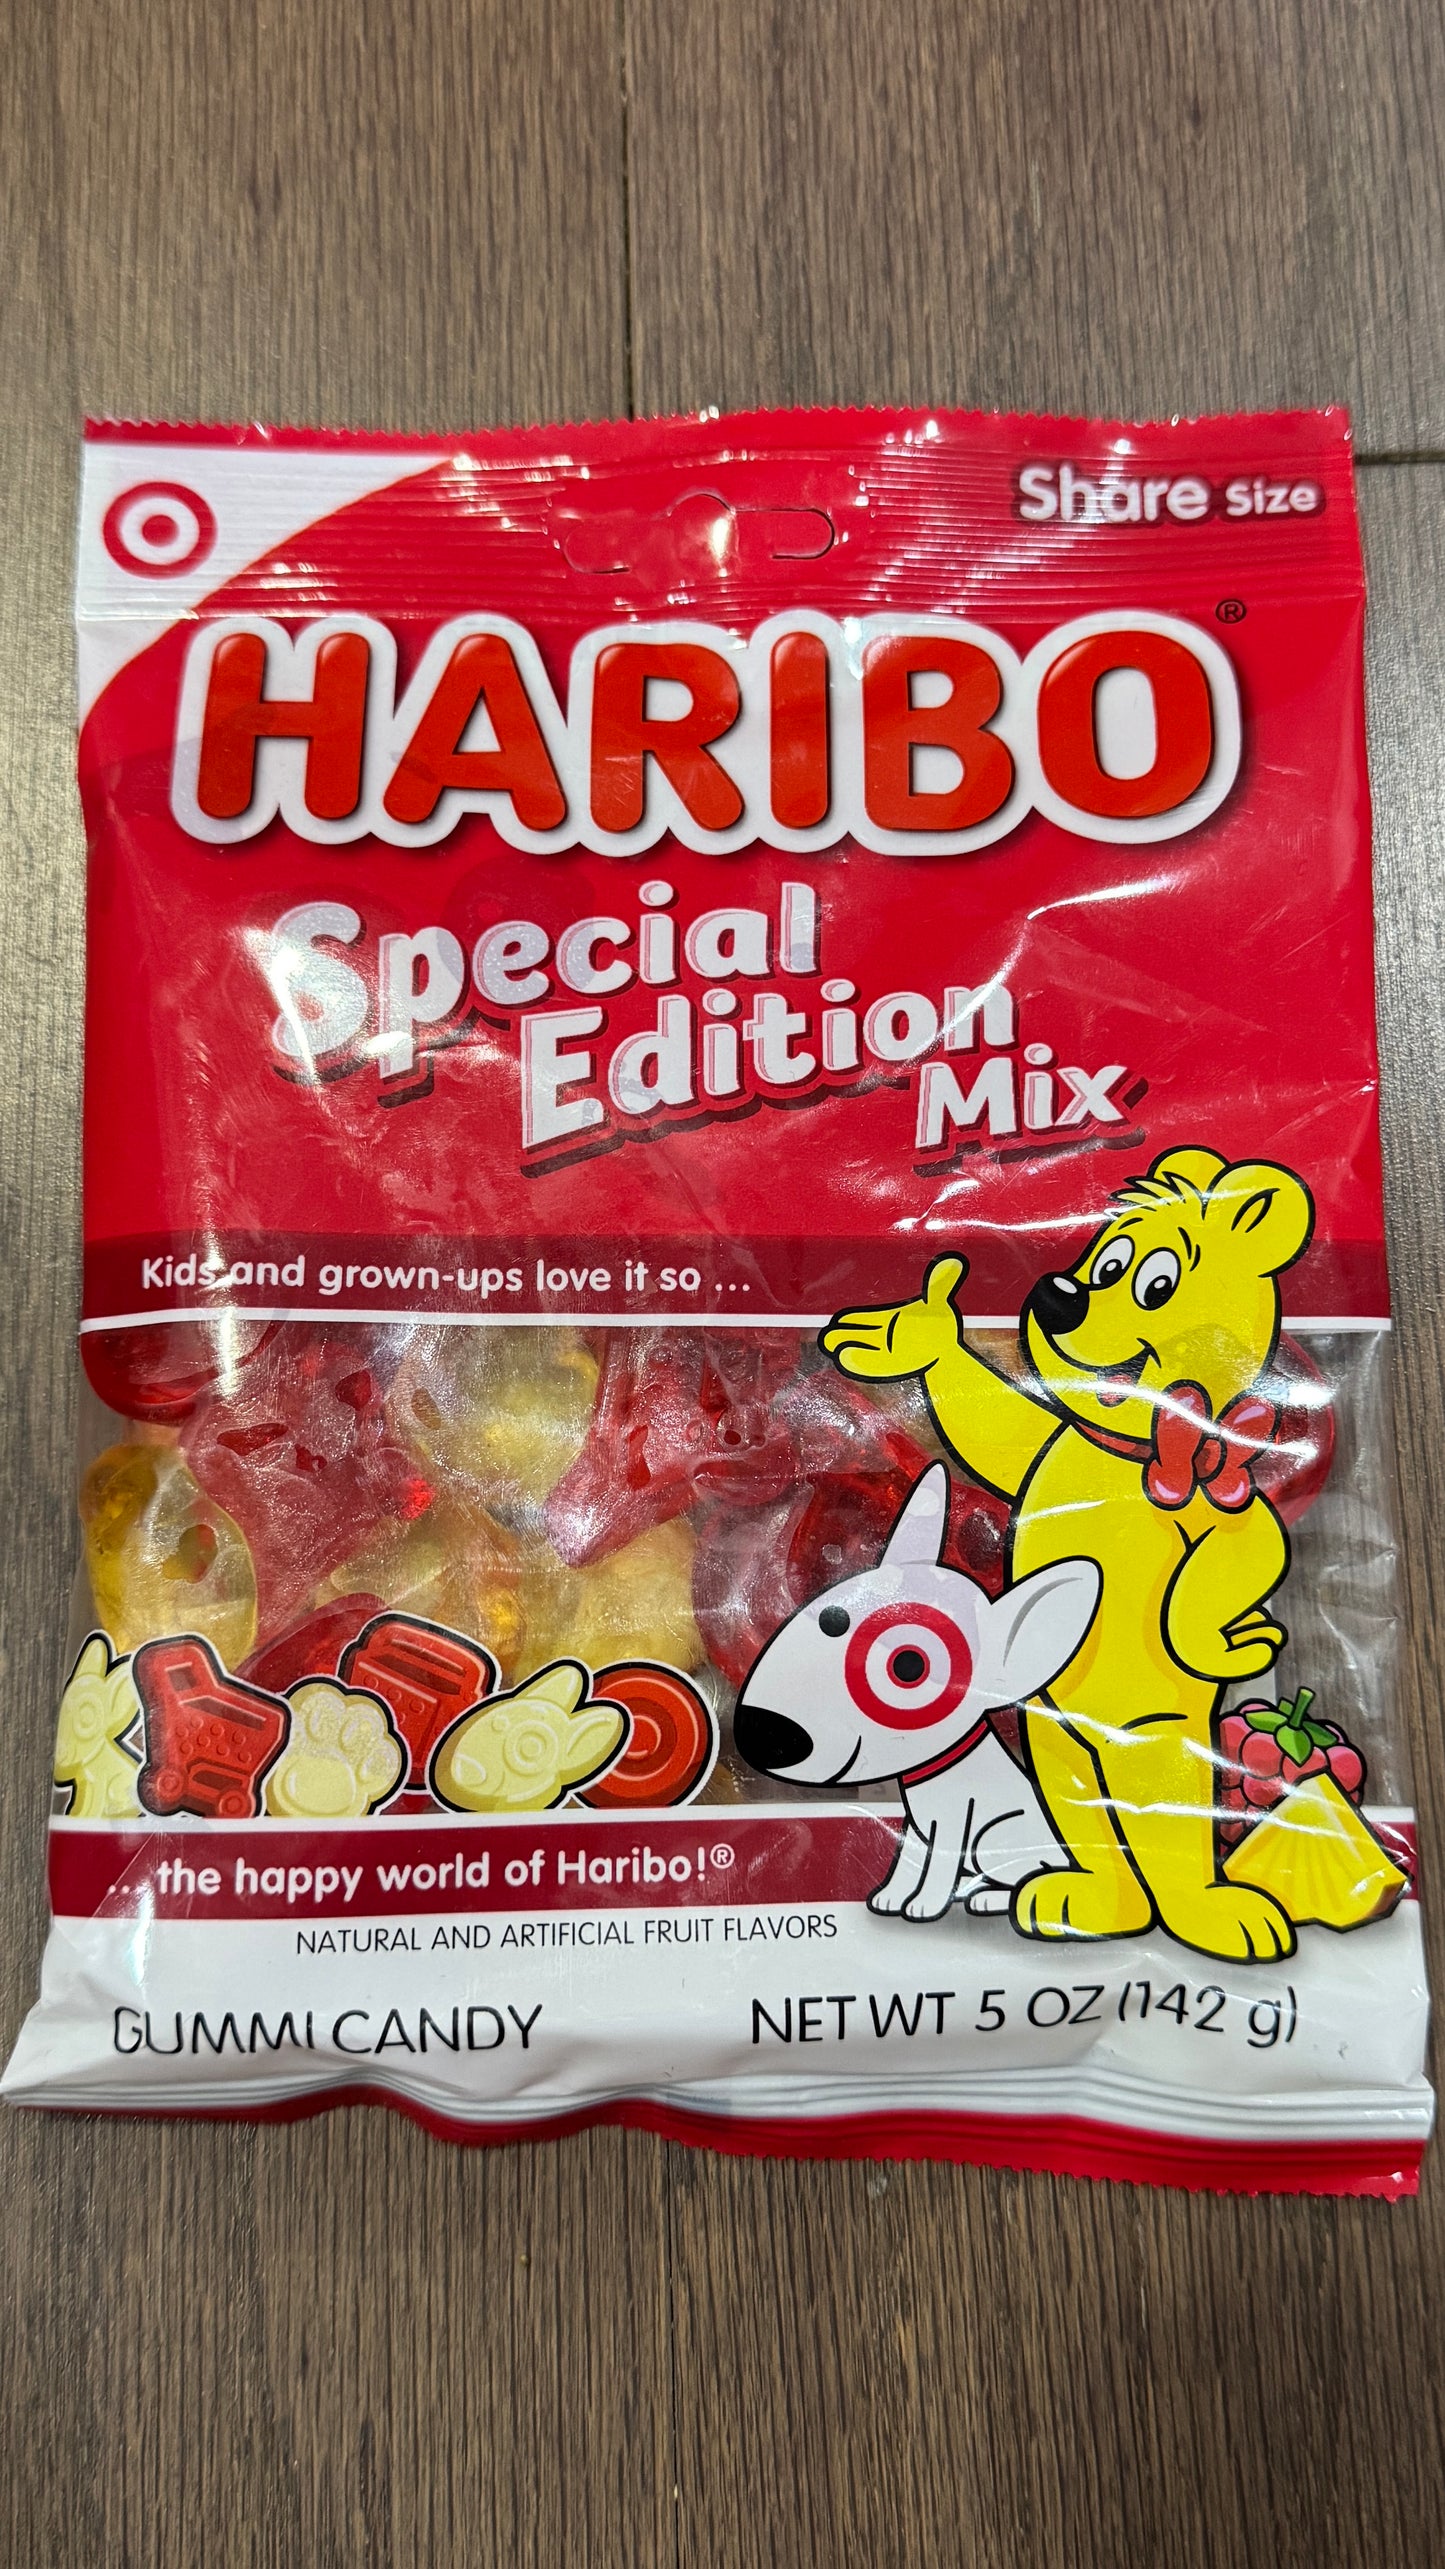 Share size
HARIBO®
Special
Edition
Mix
Kids and grown-ups love it so ...
... the happy world of Haribo!®
NATURAL AND ARTIFICIAL FRUIT FLAVORS
GUMMI CANDY
NET WT 5 OZ (142 g)